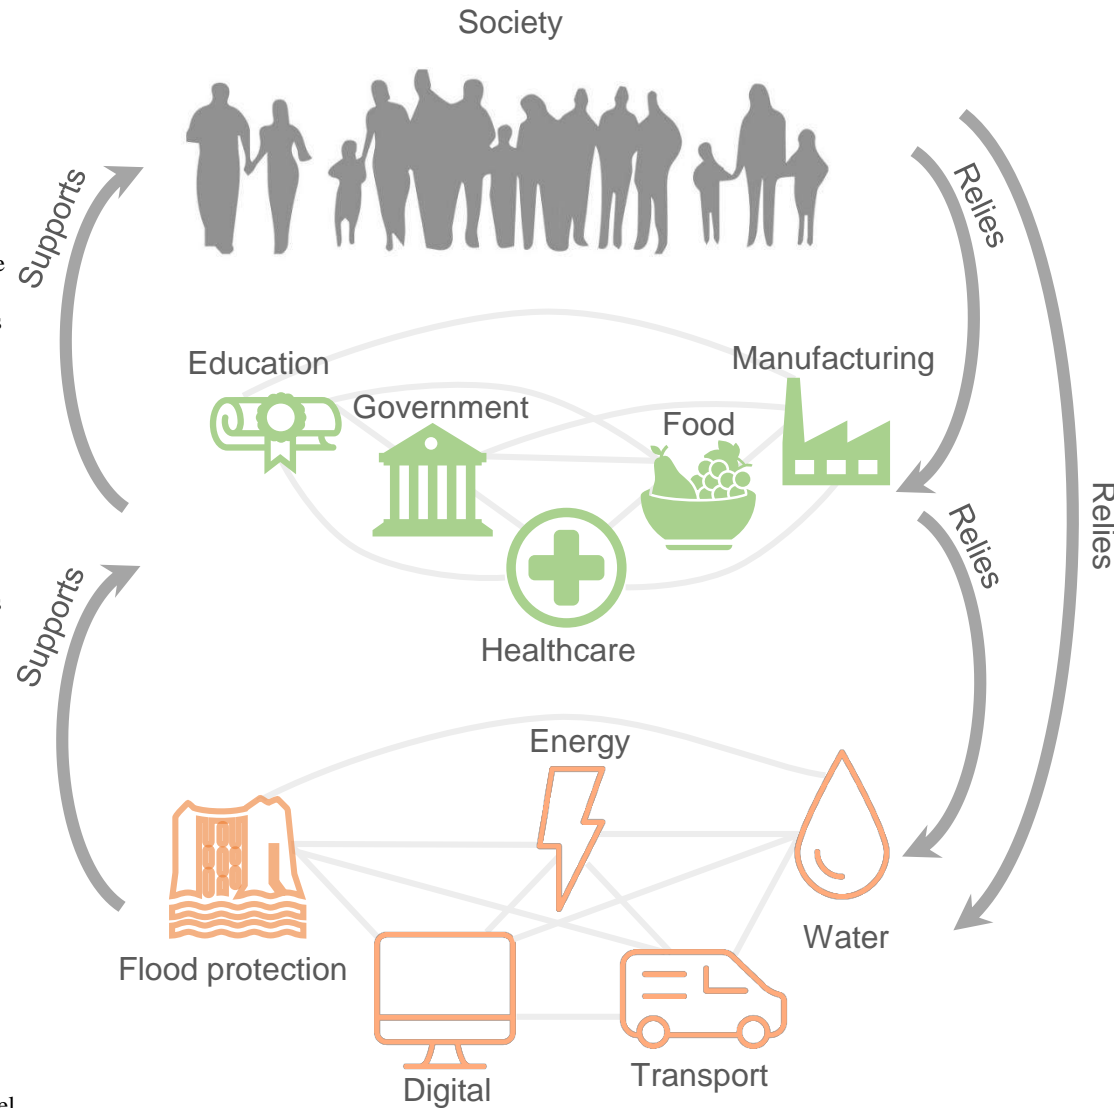 Society
Supports
Relies
Relies
Education
Manufacturing
Government
Food
Healthcare
Supports
Relies
Energy
Water
Flood protection
Transport
Digital